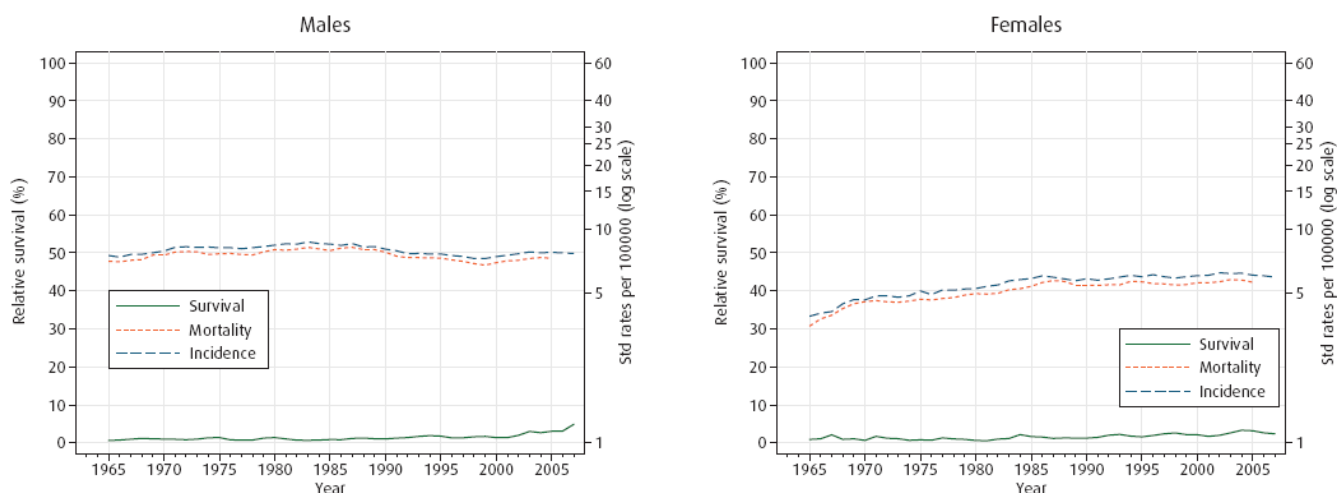 Males
Relative survival (%)
100
90
80
70
60
50
40
30
20
10
0
Survival
Mortality
Incidence
1965 1970 1975 1980 1985 1990 1995 2000 2005
Year
60
40
30
25
20
15
10
5
1
Std rates per 100000 (log scale)
Females
Relative survival (%)
100
90
80
70
60
50
40
30
20
10
0
Survival
Mortality
Incidence
1965 1970 1975 1980 1985 1990 1995 2000 2005
Year
60
40
30
25
20
15
10
5
1
Std rates per 100000 (log scale)